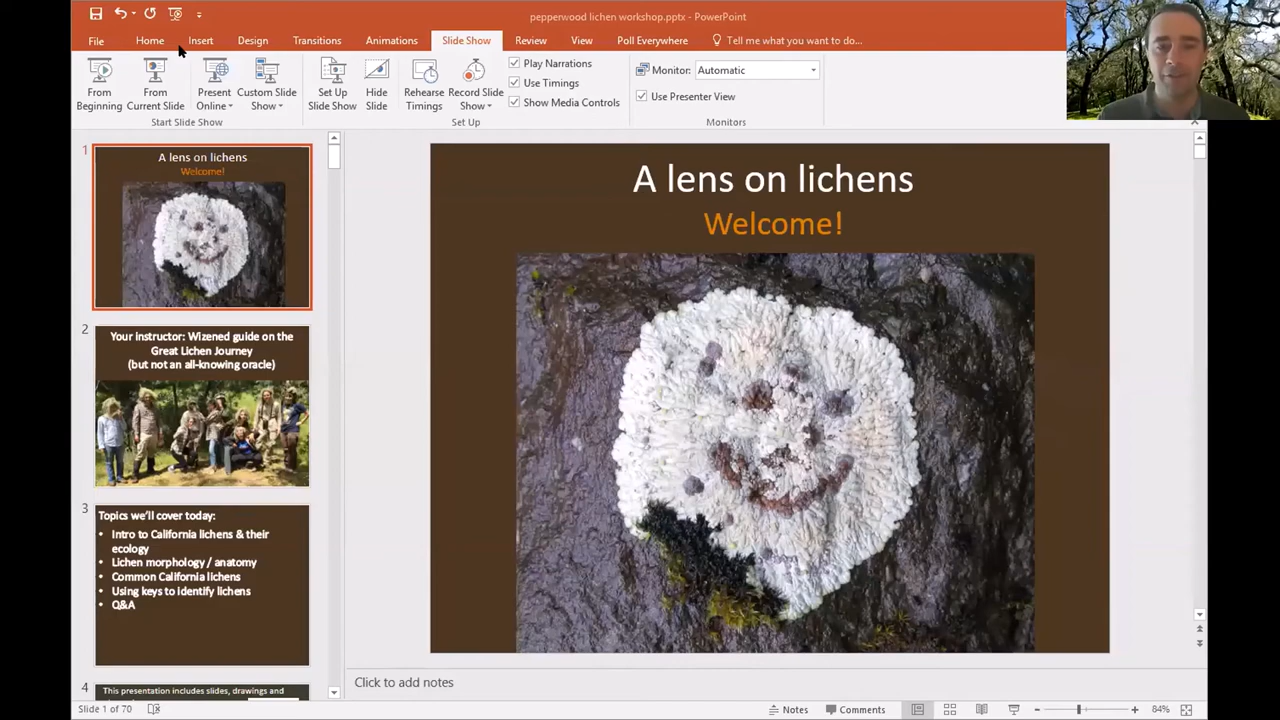 pepperwood lichen workshop.pptx - PowerPoint
File Home Insert Design Transitions Animations Slide Show Review View Poll Everywhere Tell me what you want to do...
From Beginning
From Current Slide
Present Online
Custom Slide Show
Start Slide Show
Set Up Slide Show
Hide Slide
Rehearse Timings
Record Slide Show
Play Narrations
Use Timings
Show Media Controls
Set Up
Monitor: Automatic
Use Presenter View
Monitors
1
A lens on lichens
Welcome!
2
Your instructor: Wizened guide on the
Great Lichen Journey
(but not an all-knowing oracle)
3
Topics we'll cover today:
• Intro to California lichens & their
ecology
• Lichen morphology / anatomy
• Common California lichens
• Using keys to identify lichens
• Q&A
4
This presentation includes slides, drawings and
A lens on lichens
Welcome!
Click to add notes
Slide 1 of 70
Notes
Comments
84%